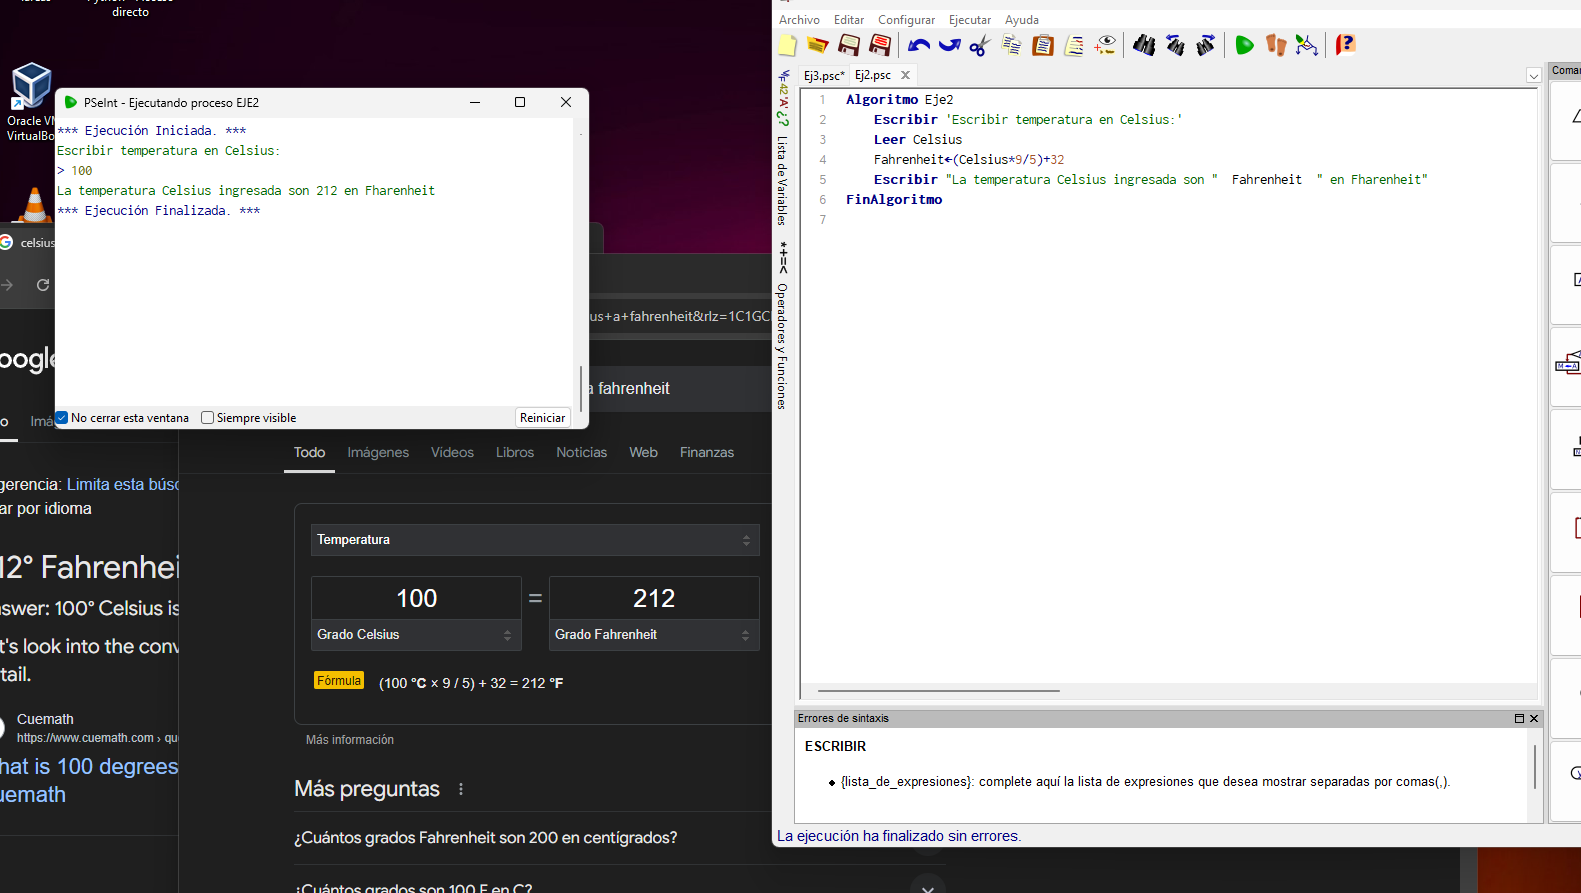 directo
Oracle VM
VirtualBo
PSeInt - Ejecutando proceso EJE2
*** Ejecución Iniciada. ***
Escribir temperatura en Celsius:
> 100
La temperatura Celsius ingresada son 212 en Fharenheit
*** Ejecución Finalizada. ***
No cerrar esta ventana
Siempre visible
Reiniciar
celsius
us+a+fahrenheit&rlz=1C1GC
oogle
a fahrenheit
o
Imá
Todo
Imágenes
Vídeos
Libros
Noticias
Web
Finanzas
gerencia: Limita esta búsc
ar por idioma
12° Fahrenhei
nswer: 100° Celsius is
t's look into the conv
tail.
Cuemath
https://www.cuemath.com › qu
hat is 100 degrees
uemath
Temperatura
100
=
212
Grado Celsius
Grado Fahrenheit
Fórmula
(100 °C × 9 / 5) + 32 = 212 °F
Más información
Más preguntas
¿Cuántos grados Fahrenheit son 200 en centígrados?
¿Cuántos grados son 100 F en C?
Archivo
Editar
Configurar
Ejecutar
Ayuda
Ej3.psc*
Ej2.psc
Coma
Lista de Variables
*+=<
Operadores y Funciones
1 Algoritmo Eje2
2 Escribir 'Escribir temperatura en Celsius:'
3 Leer Celsius
4 Fahrenheit←(Celsius*9/5)+32
5 Escribir "La temperatura Celsius ingresada son "  Fahrenheit  " en Fharenheit"
6 FinAlgoritmo
7
Errores de sintaxis
ESCRIBIR
{lista_de_expresiones}: complete aquí la lista de expresiones que desea mostrar separadas por comas(,).
La ejecución ha finalizado sin errores.